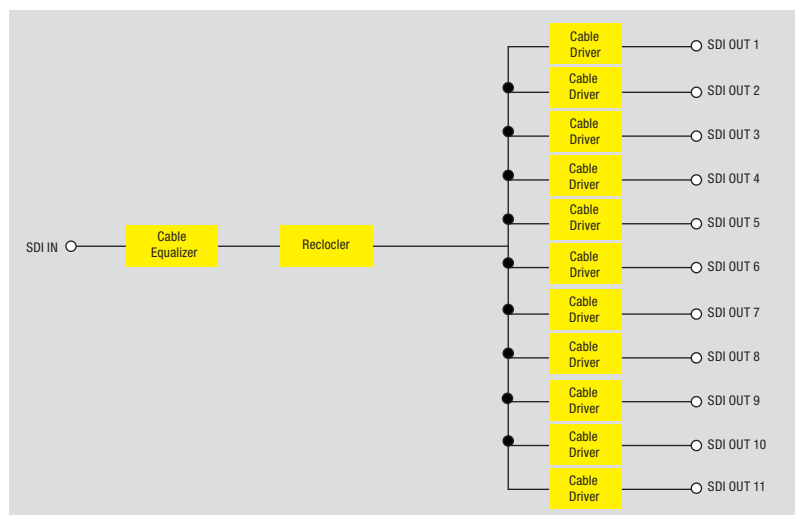 Cable
Driver
SDI OUT 1
Cable
Driver
SDI OUT 2
Cable
Driver
SDI OUT 3
Cable
Driver
SDI OUT 4
Cable
Driver
SDI OUT 5
SDI IN
Cable
Equalizer
Reclocler
Cable
Driver
SDI OUT 6
Cable
Driver
SDI OUT 7
Cable
Driver
SDI OUT 8
Cable
Driver
SDI OUT 9
Cable
Driver
SDI OUT 10
Cable
Driver
SDI OUT 11